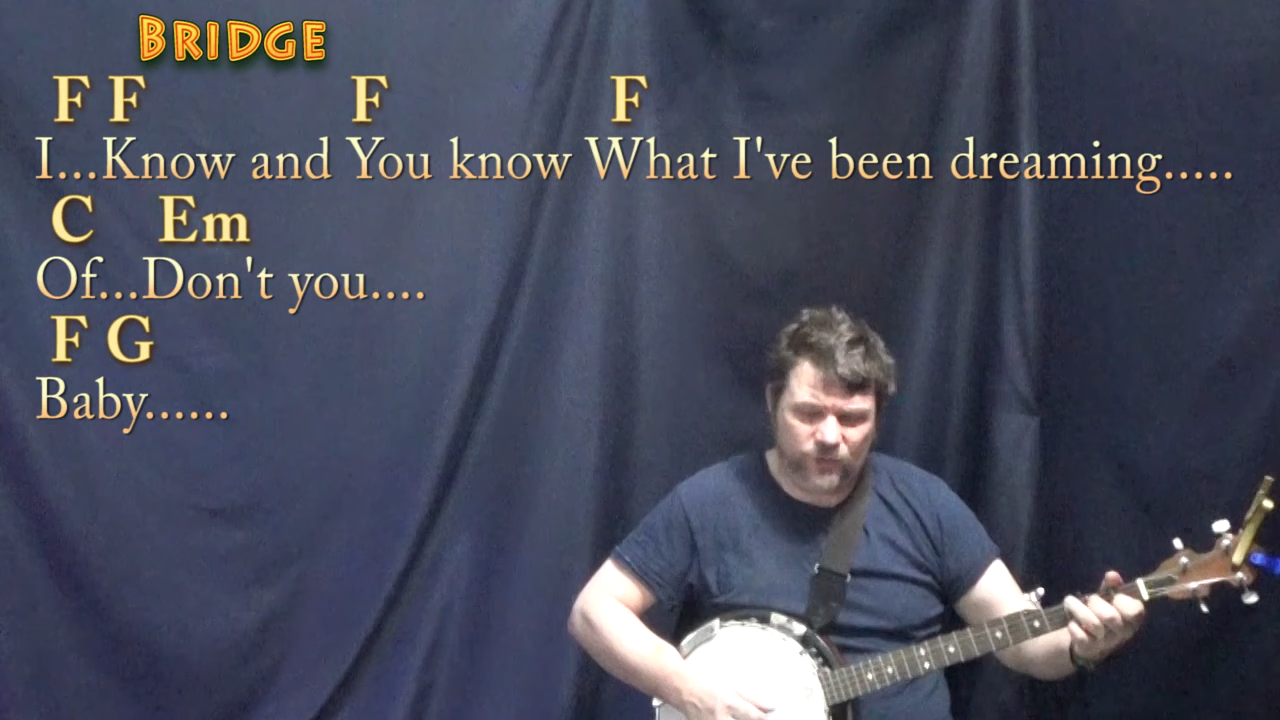 BRIDGE
F F F F
I...Know and You know What I've been dreaming.....
C Em
Of...Don't you....
F G
Baby......